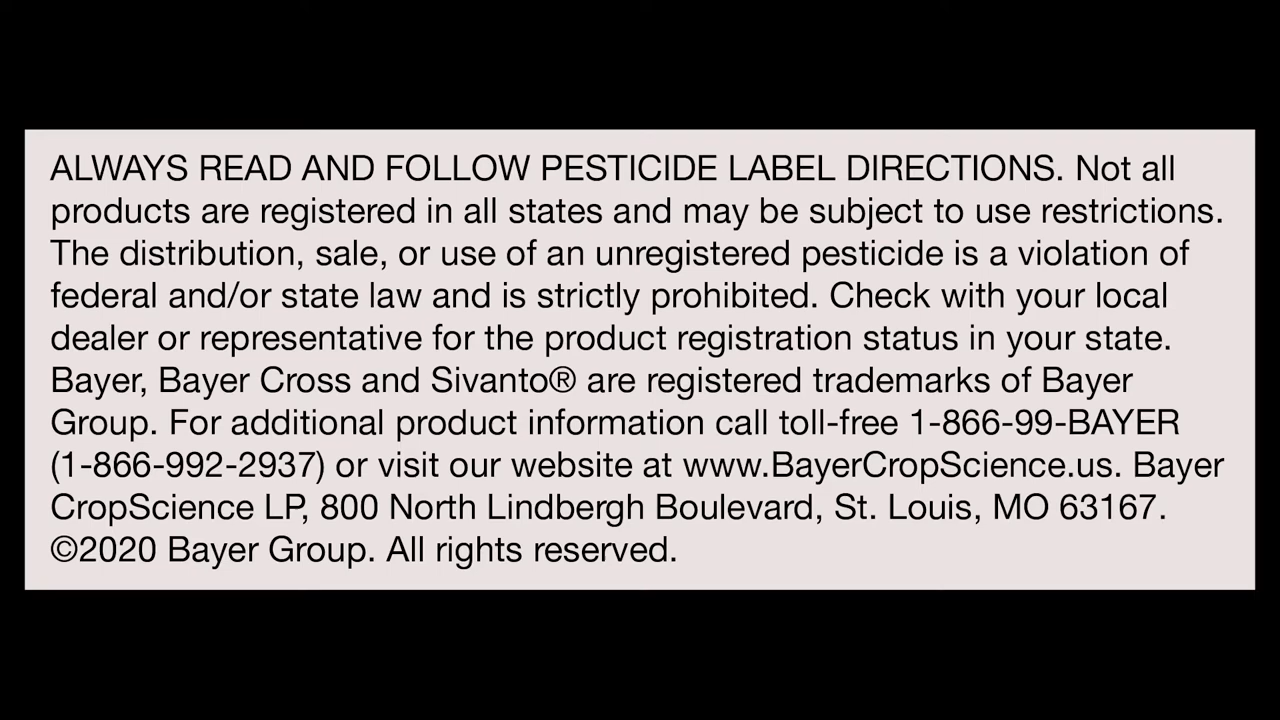 ALWAYS READ AND FOLLOW PESTICIDE LABEL DIRECTIONS. Not all
products are registered in all states and may be subject to use restrictions.
The distribution, sale, or use of an unregistered pesticide is a violation of
federal and/or state law and is strictly prohibited. Check with your local
dealer or representative for the product registration status in your state.
Bayer, Bayer Cross and Sivanto® are registered trademarks of Bayer
Group. For additional product information call toll-free 1-866-99-BAYER
(1-866-992-2937) or visit our website at www.BayerCropScience.us. Bayer
CropScience LP, 800 North Lindbergh Boulevard, St. Louis, MO 63167.
©2020 Bayer Group. All rights reserved.